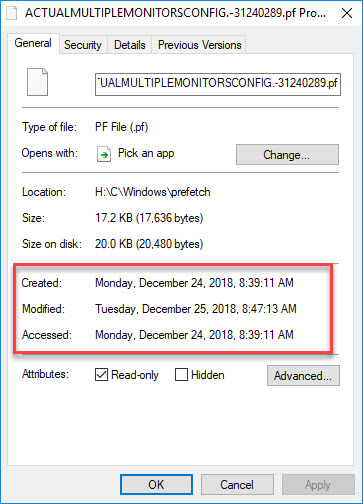 ACTUALMULTIPLEMONITORSCONFIG.-31240289.pf Pro...
General Security Details Previous Versions
TUALMULTIPLEMONITORSCONFIG.-31240289.pf
Type of file: PF File (.pf)
Opens with: Pick an app Change...
Location: H:\C\Windows\prefetch
Size: 17.2 KB (17,636 bytes)
Size on disk: 20.0 KB (20,480 bytes)
Created: Monday, December 24, 2018, 8:39:11 AM
Modified: Tuesday, December 25, 2018, 8:47:13 AM
Accessed: Monday, December 24, 2018, 8:39:11 AM
Attributes: Read-only Hidden Advanced...
OK Cancel Apply